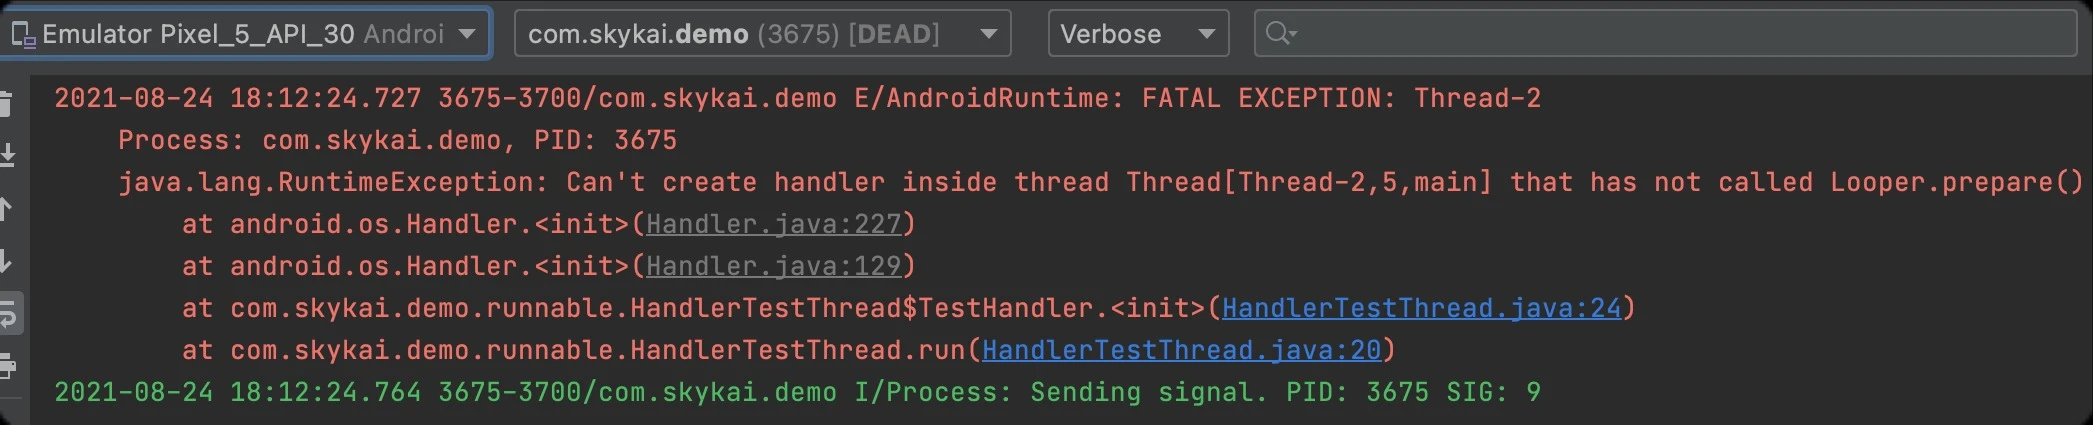 Emulator Pixel_5_API_30 Androi com.skykai.demo (3675) [DEAD] Verbose
2021-08-24 18:12:24.727 3675-3700/com.skykai.demo E/AndroidRuntime: FATAL EXCEPTION: Thread-2
Process: com.skykai.demo, PID: 3675
java.lang.RuntimeException: Can't create handler inside thread Thread[Thread-2,5,main] that has not called Looper.prepare()
at android.os.Handler.<init>(Handler.java:227)
at android.os.Handler.<init>(Handler.java:129)
at com.skykai.demo.runnable.HandlerTestThread$TestHandler.<init>(HandlerTestThread.java:24)
at com.skykai.demo.runnable.HandlerTestThread.run(HandlerTestThread.java:20)
2021-08-24 18:12:24.764 3675-3700/com.skykai.demo I/Process: Sending signal. PID: 3675 SIG: 9